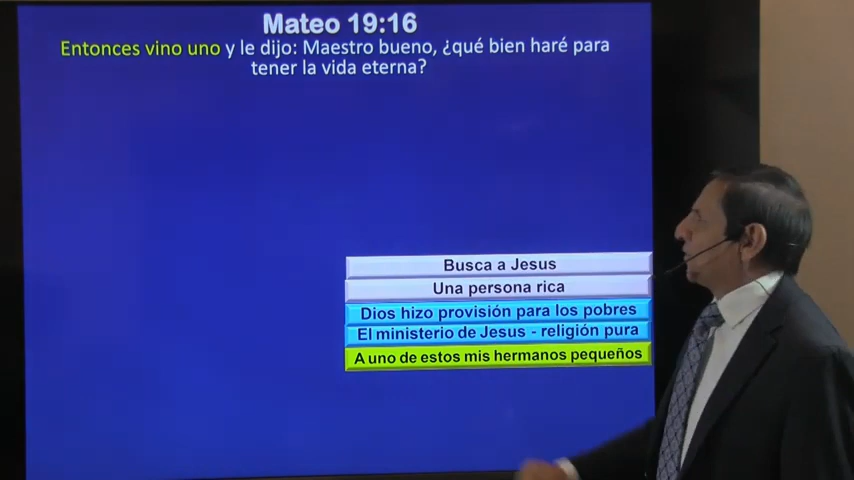 Mateo 19:16
Entonces vino uno y le dijo: Maestro bueno, ¿qué bien haré para
tener la vida eterna?
Busca a Jesus
Una persona rica
Dios hizo provisión para los pobres
El ministerio de Jesus - religión pura
A uno de estos mis hermanos pequeños